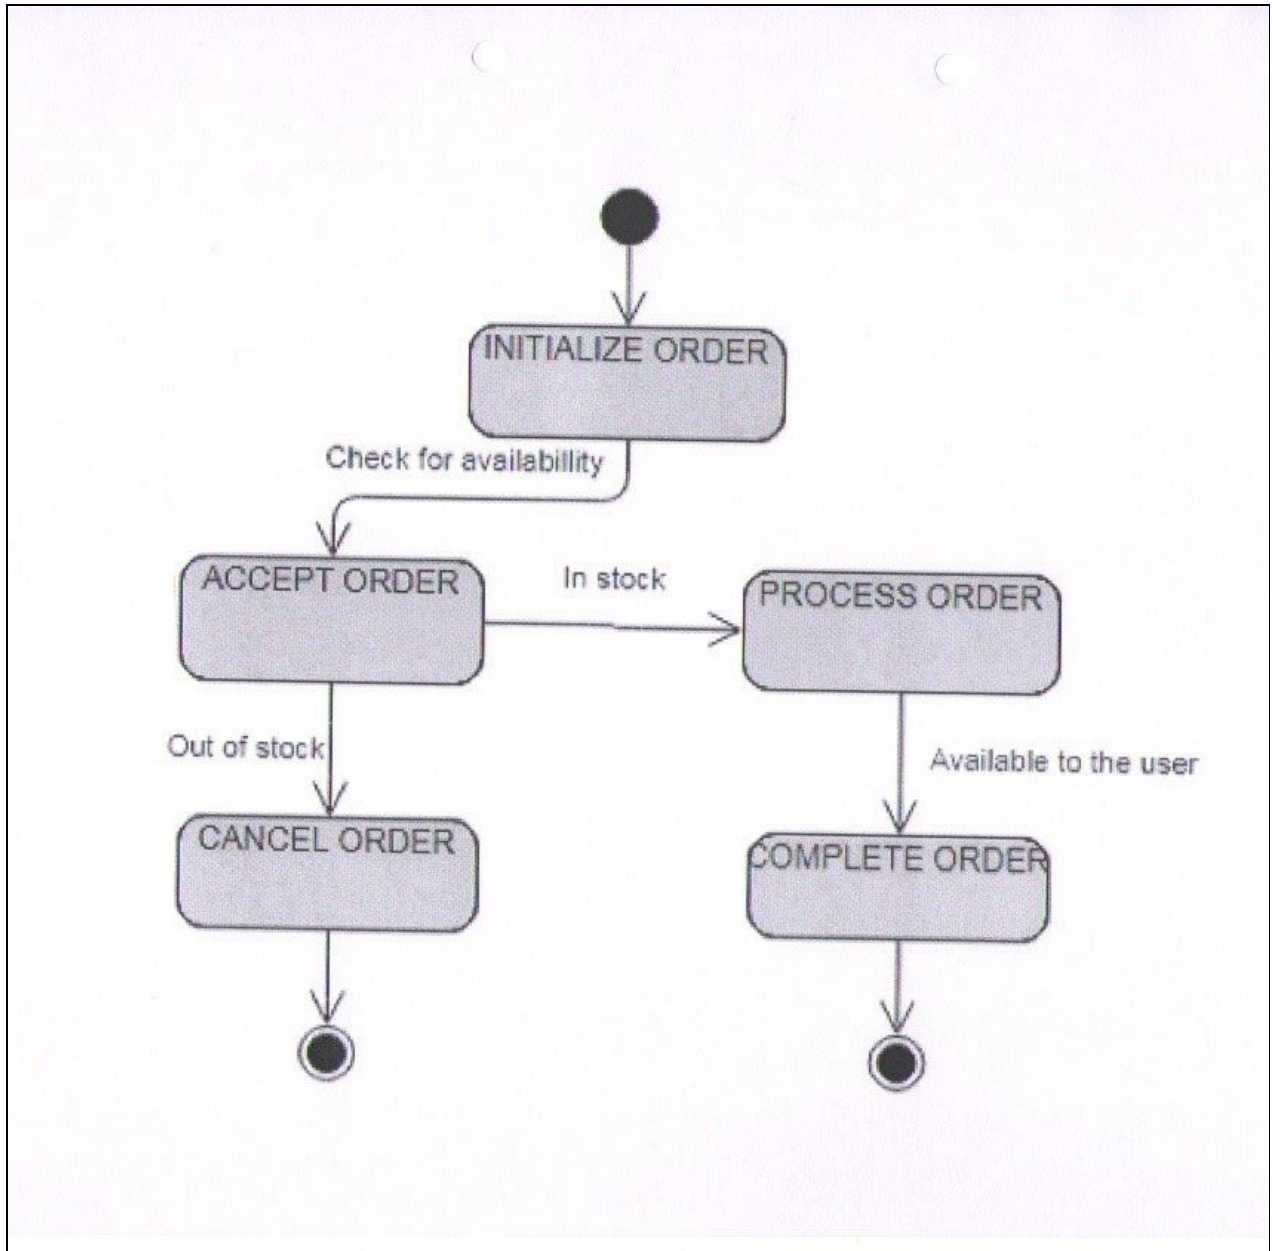 INITIALIZE ORDER
Check for availabillity
ACCEPT ORDER
In stock
PROCESS ORDER
Out of stock
Available to the user
CANCEL ORDER
COMPLETE ORDER